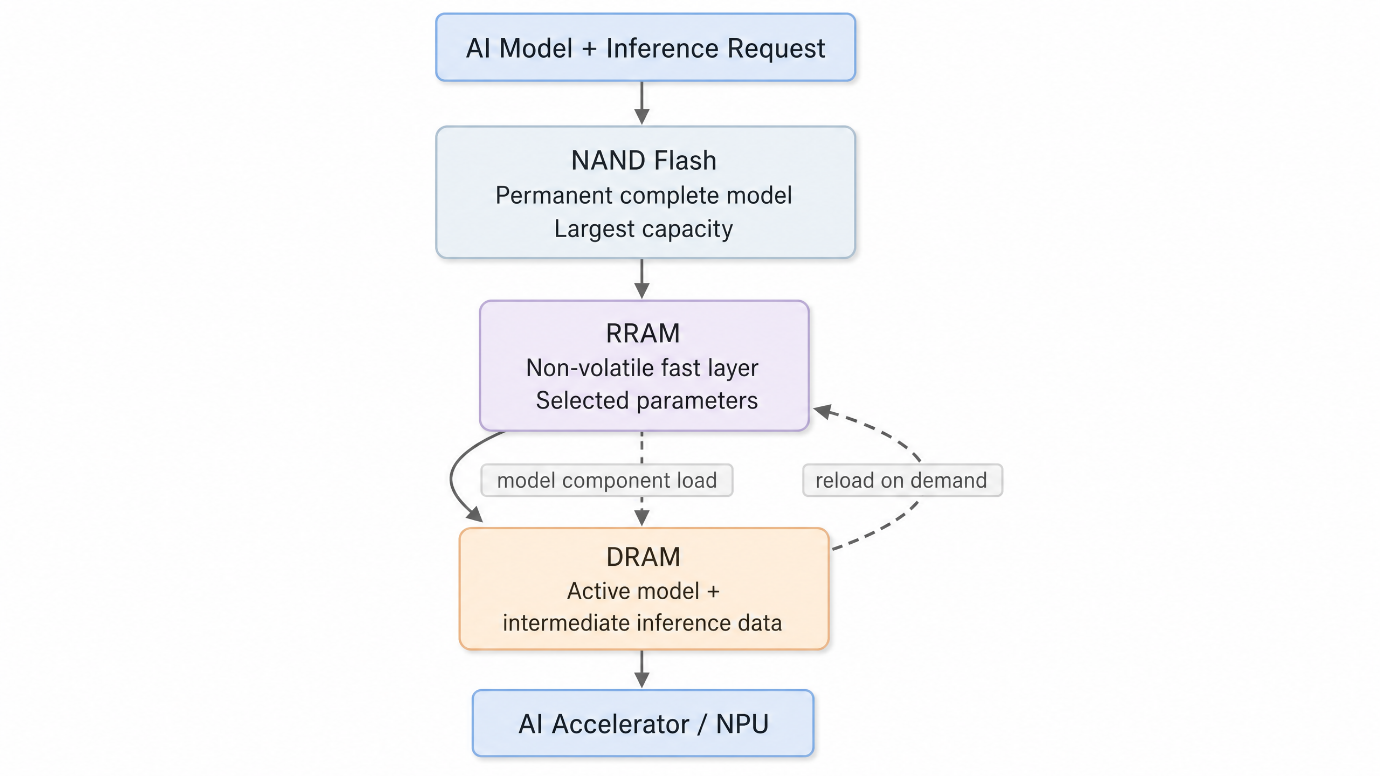 AI Model + Inference Request
NAND Flash
Permanent complete model
Largest capacity
RRAM
Non-volatile fast layer
Selected parameters
model component load
reload on demand
DRAM
Active model +
intermediate inference data
AI Accelerator / NPU